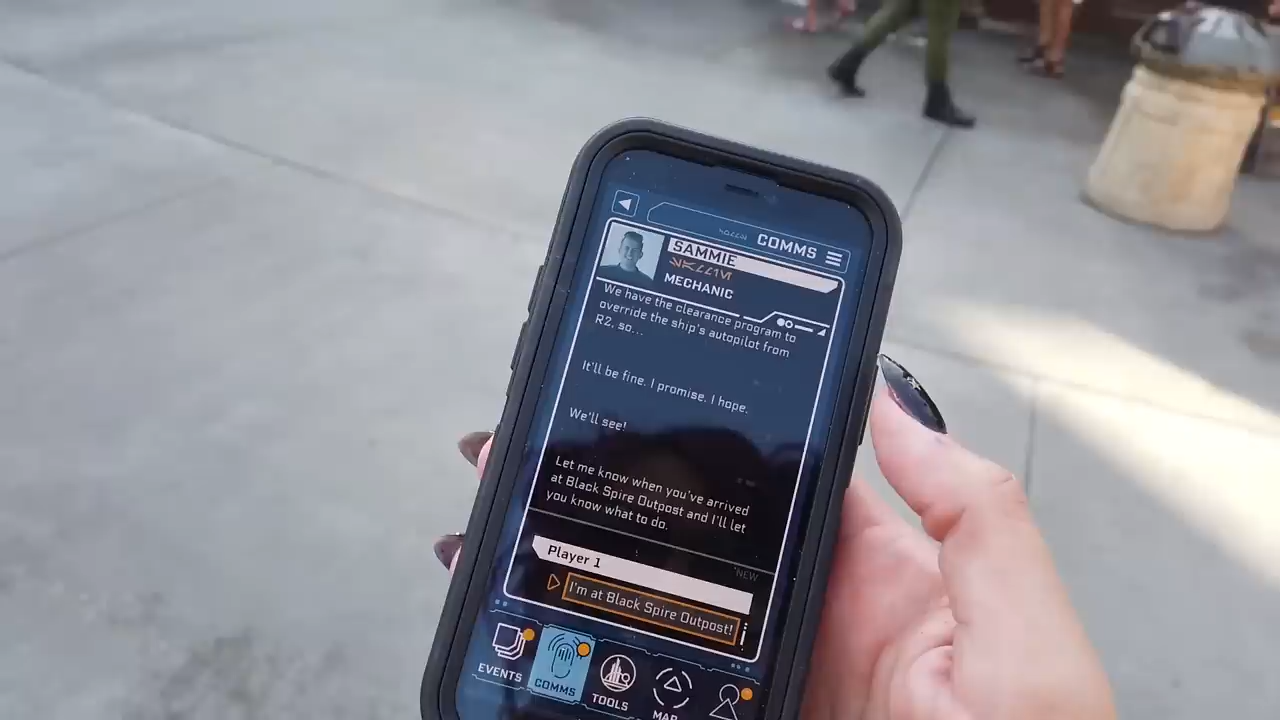 COMMS
SAMMIE
MECHANIC
We have the clearance program to
override the ship's autopilot from
R2, so...
It'll be fine. I promise. I hope.
We'll see!
Let me know when you've arrived
at Black Spire Outpost and I'll let
you know what to do.
Player 1
NEW
I'm at Black Spire Outpost!
EVENTS
COMMS
TOOLS
MAP